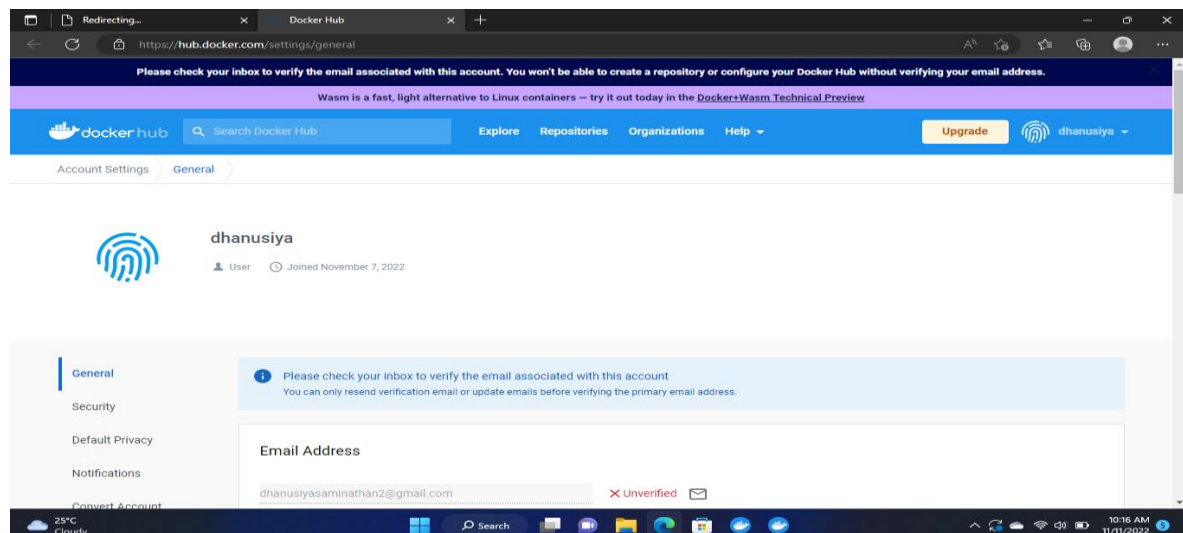 Redirecting...
Docker Hub
https://hub.docker.com/settings/general
Please check your inbox to verify the email associated with this account. You won't be able to create a repository or configure your Docker Hub without verifying your email address.
Wasm is a fast, light alternative to Linux containers — try it out today in the Docker+Wasm Technical Preview
dockerhub
Search Docker Hub
Explore
Repositories
Organizations
Help
Upgrade
dhanusiya
Account Settings
General
dhanusiya
User
Joined November 7, 2022
General
Security
Default Privacy
Notifications
Convert Account
Please check your inbox to verify the email associated with this account
You can only resend verification email or update emails before verifying the primary email address.
Email Address
dhanusiyasaminathan2@gmail.com
Unverified
25°C
Cloudy
Search
10:16 AM
11/11/2022
5